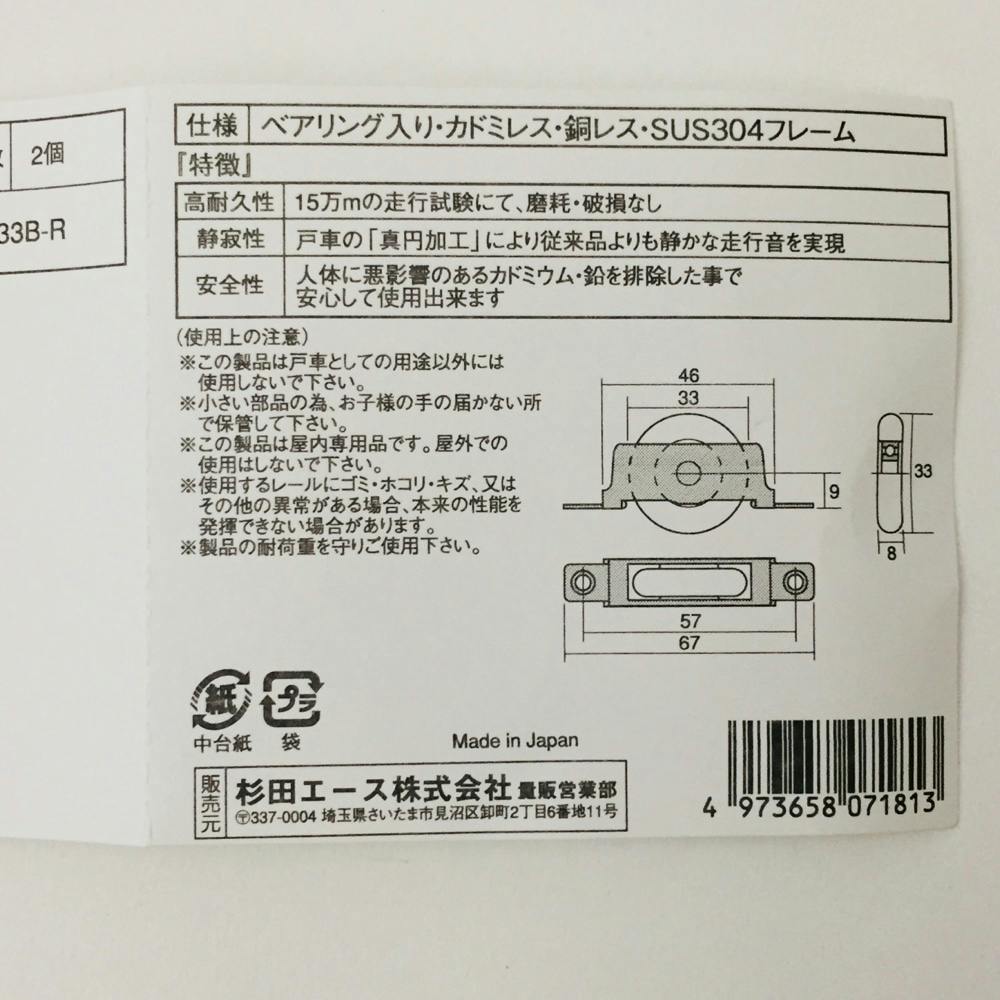 2個
33B-R
仕様 ベアリング入り・カドミレス・銅レス・SUS304フレーム
『特徴』
高耐久性 15万mの走行試験にて、磨耗・破損なし
静寂性 戸車の「真円加工」により従来品よりも静かな走行音を実現
安全性 人体に悪影響のあるカドミウム・鉛を排除した事で
安心して使用出来ます
(使用上の注意)
※この製品は戸車としての用途以外には
使用しないで下さい。
※小さい部品の為、お子様の手の届かない所
で保管して下さい。
※この製品は屋内専用品です。屋外での
使用はしないで下さい。
※使用するレールにゴミ・ホコリ・キズ、又は
その他の異常がある場合、本来の性能を
発揮できない場合があります。
※製品の耐荷重を守りご使用下さい。
46
33
9
33
8
57
67
紙 プラ
中台紙 袋
Made in Japan
販売元 杉田エース株式会社 量販営業部
〒337-0004 埼玉県さいたま市見沼区卸町2丁目6番地11号
4 973658 071813